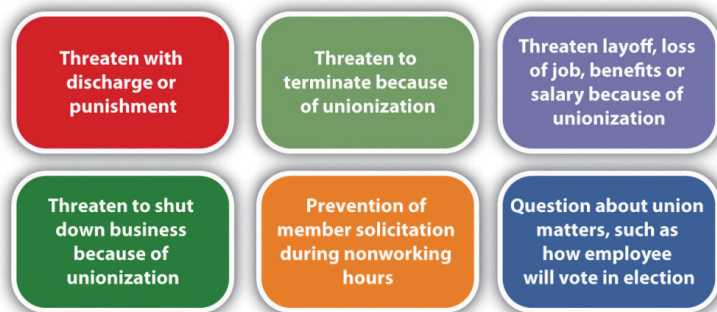 Threaten with
discharge or
punishment
Threaten to
terminate because
of unionization
Threaten layoff, loss
of job, benefits or
salary because of
unionization
Threaten to shut
down business
because of
unionization
Prevention of
member solicitation
during nonworking
hours
Question about union
matters, such as
how employee
will vote in election